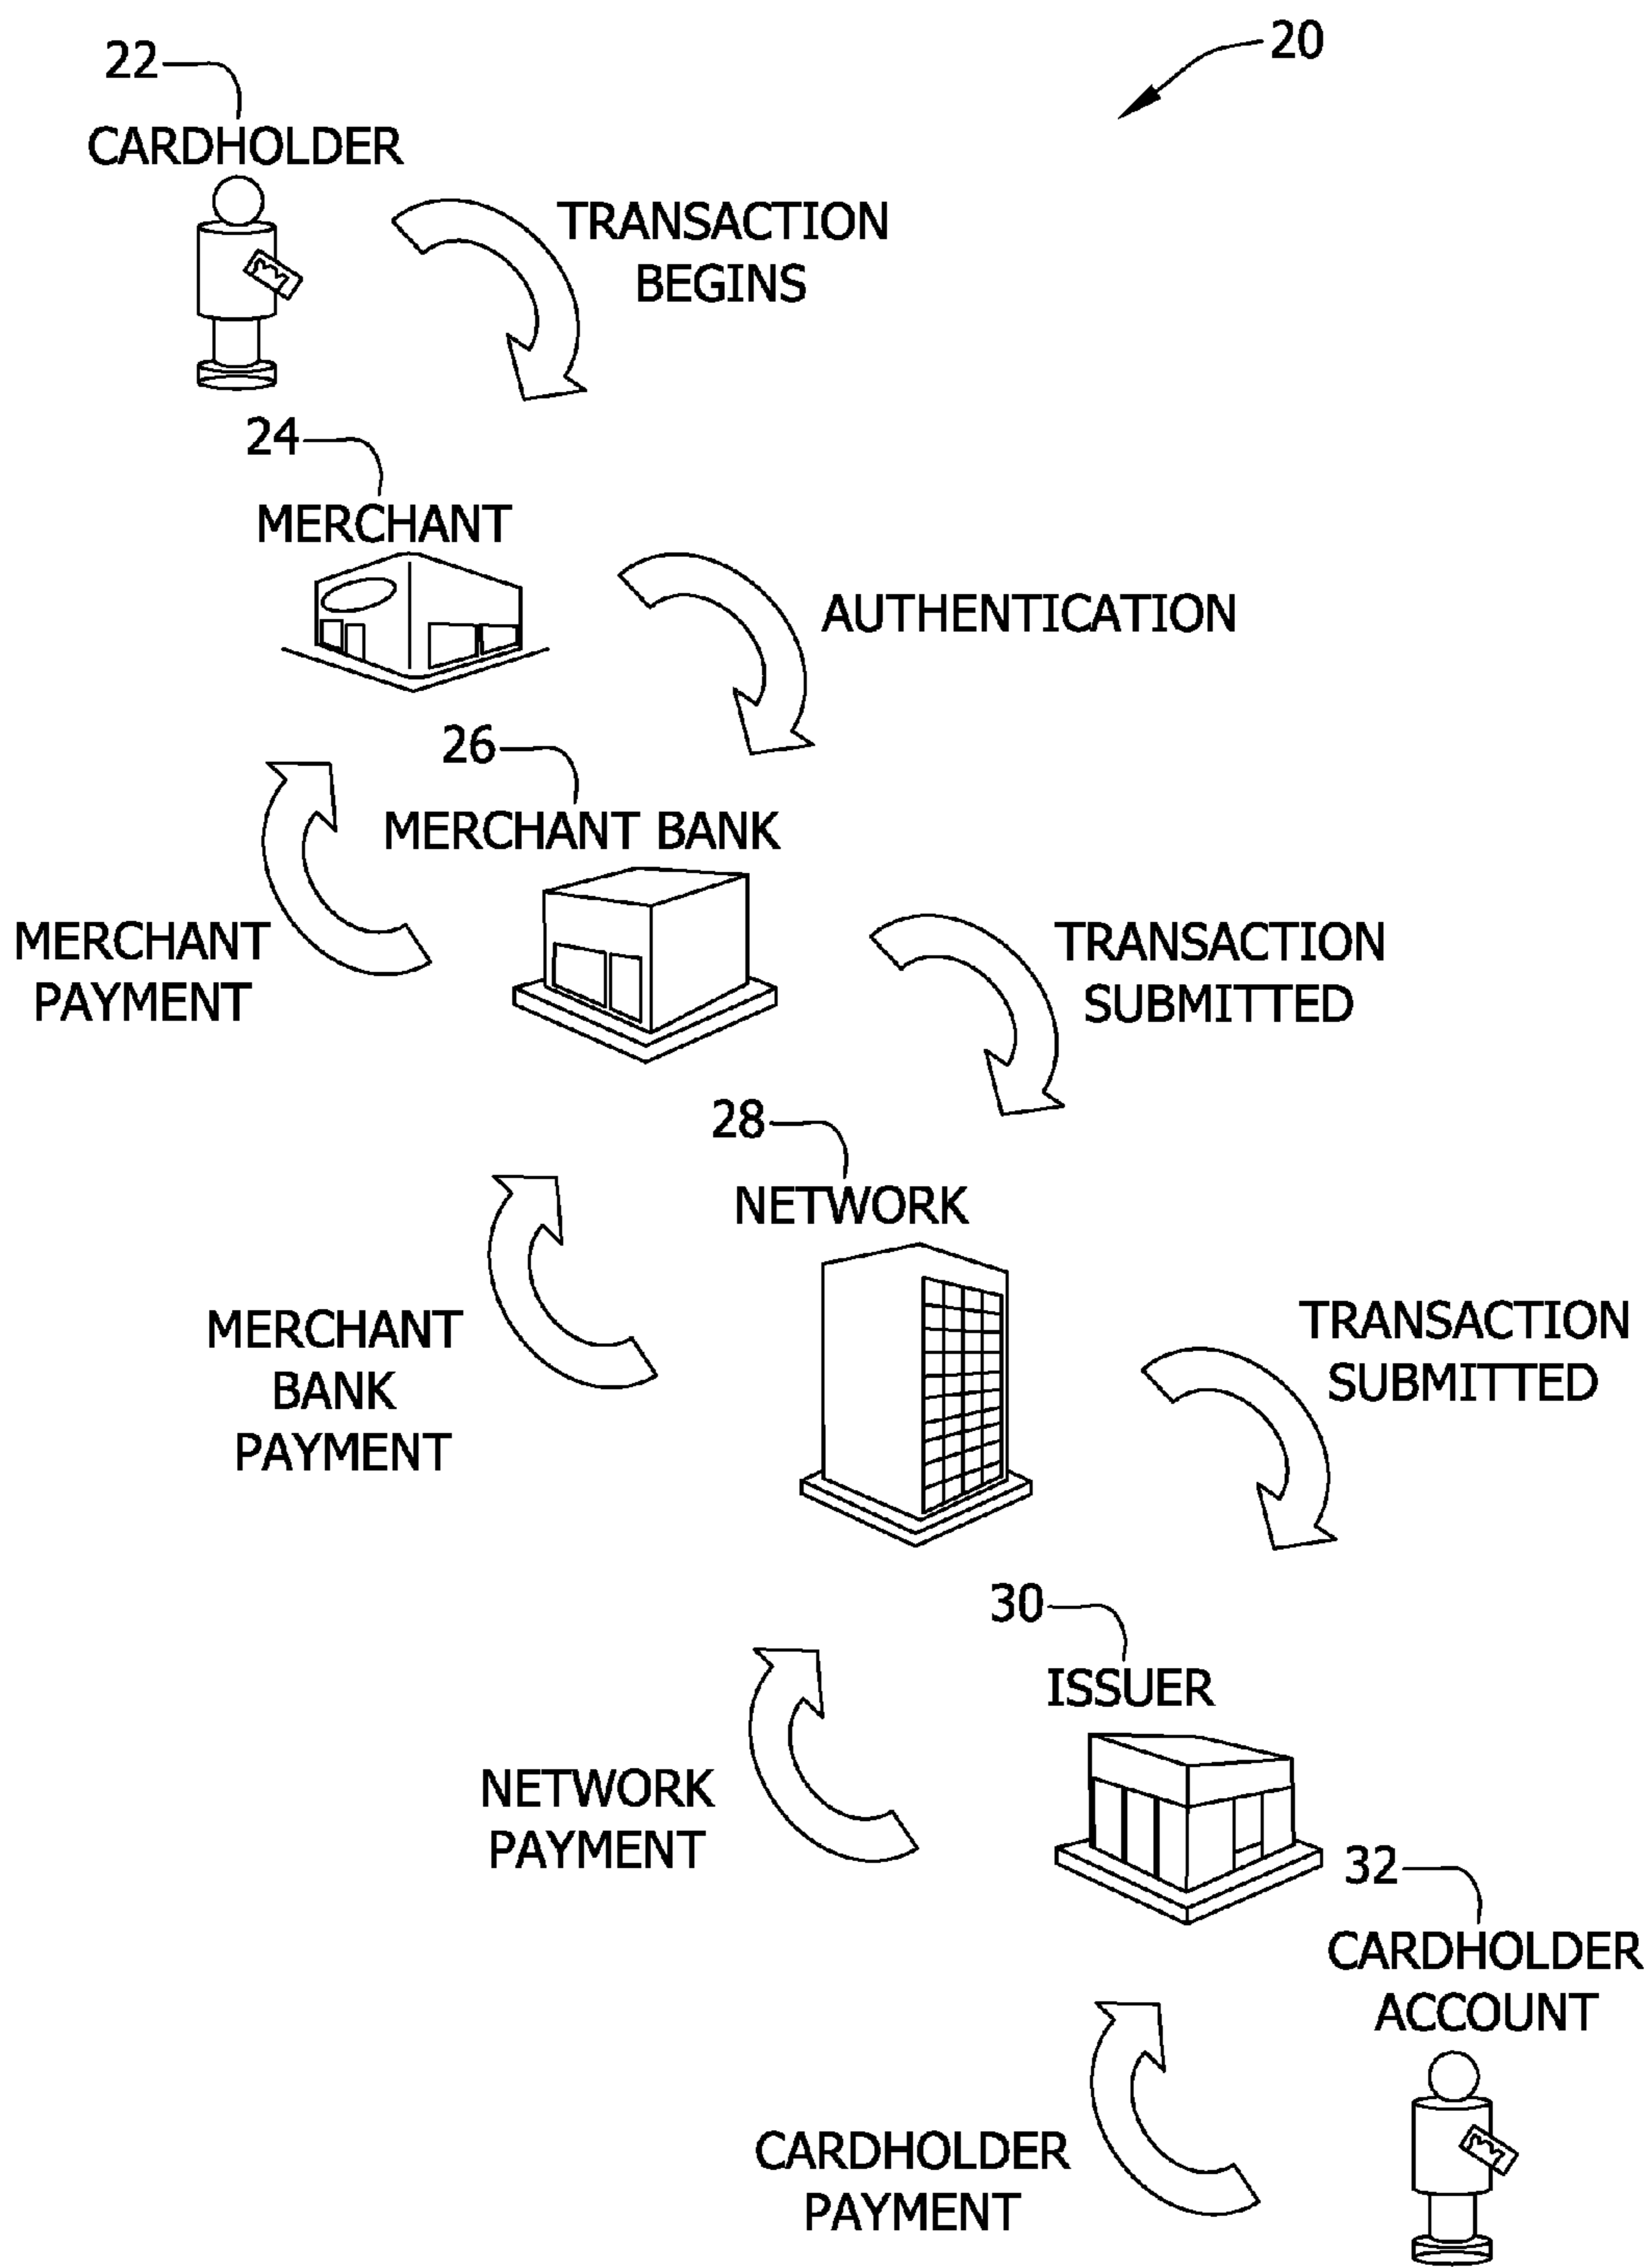 20
22
CARDHOLDER
TRANSACTION
BEGINS
24
MERCHANT
AUTHENTICATION
26
MERCHANT BANK
MERCHANT
PAYMENT
TRANSACTION
SUBMITTED
28
NETWORK
MERCHANT
BANK
PAYMENT
TRANSACTION
SUBMITTED
30
ISSUER
NETWORK
PAYMENT
32
CARDHOLDER
ACCOUNT
CARDHOLDER
PAYMENT